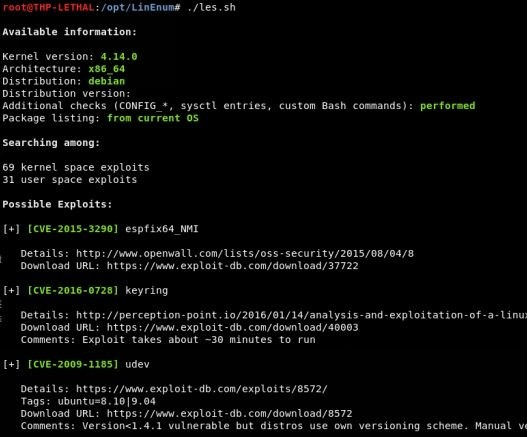 root@THP-LETHAL:/opt/LinEnum# ./les.sh
Available information:
Kernel version: 4.14.0
Architecture: x86_64
Distribution: debian
Distribution version:
Additional checks (CONFIG_*, sysctl entries, custom Bash commands): performed
Package listing: from current OS
Searching among:
69 kernel space exploits
31 user space exploits
Possible Exploits:
[+] [CVE-2015-3290] espfix64_NMI
Details: http://www.openwall.com/lists/oss-security/2015/08/04/8
Download URL: https://www.exploit-db.com/download/37722
[+] [CVE-2016-0728] keyring
Details: http://perception-point.io/2016/01/14/analysis-and-exploitation-of-a-linux
Download URL: https://www.exploit-db.com/download/40003
Comments: Exploit takes about ~30 minutes to run
[+] [CVE-2009-1185] udev
Details: https://www.exploit-db.com/exploits/8572/
Tags: ubuntu=8.10|9.04
Download URL: https://www.exploit-db.com/download/8572
Comments: Version<1.4.1 vulnerable but distros use own versioning scheme. Manual ve